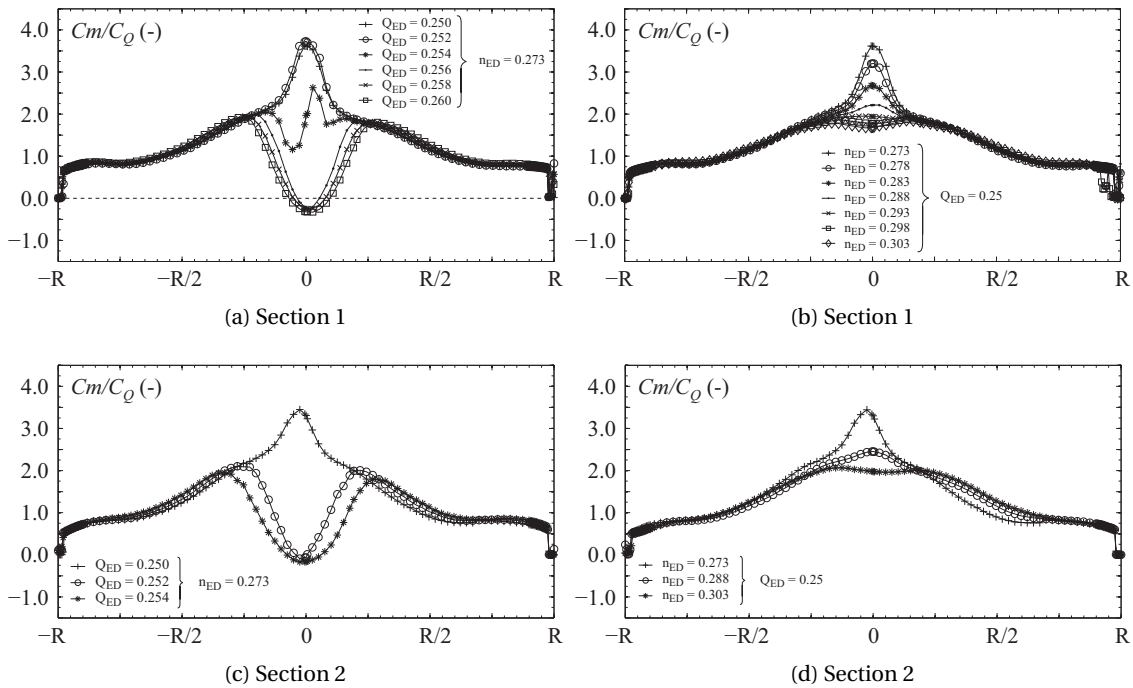 Cm/C_Q (-)
4.0
3.0
2.0
1.0
0.0
−1.0
Q_ED = 0.250
Q_ED = 0.252
Q_ED = 0.254
Q_ED = 0.256
Q_ED = 0.258
Q_ED = 0.260
n_ED = 0.273
−R
−R/2
0
R/2
R
(a) Section 1
Cm/C_Q (-)
4.0
3.0
2.0
1.0
0.0
−1.0
n_ED = 0.273
n_ED = 0.278
n_ED = 0.283
n_ED = 0.288
n_ED = 0.293
n_ED = 0.298
n_ED = 0.303
Q_ED = 0.25
−R
−R/2
0
R/2
R
(b) Section 1
Cm/C_Q (-)
4.0
3.0
2.0
1.0
0.0
−1.0
Q_ED = 0.250
Q_ED = 0.252
Q_ED = 0.254
n_ED = 0.273
−R
−R/2
0
R/2
R
(c) Section 2
Cm/C_Q (-)
4.0
3.0
2.0
1.0
0.0
−1.0
n_ED = 0.273
n_ED = 0.288
n_ED = 0.303
Q_ED = 0.25
−R
−R/2
0
R/2
R
(d) Section 2